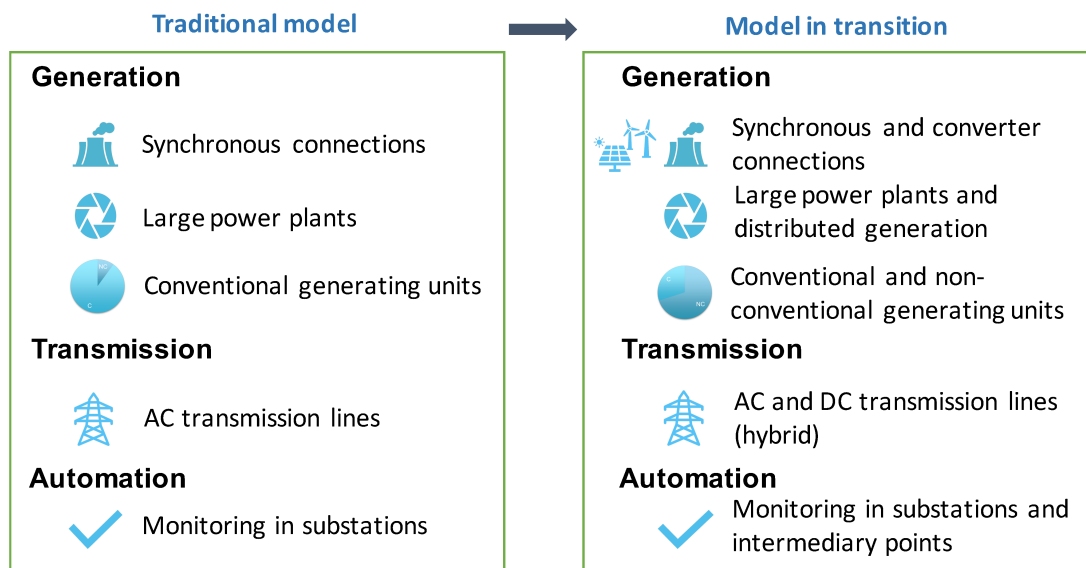 Traditional model
Generation
Synchronous connections
Large power plants
NC
C
Conventional generating units
Transmission
AC transmission lines
Automation
Monitoring in substations
Model in transition
Generation
Synchronous and converter
connections
Large power plants and
distributed generation
C
NC
Conventional and non-
conventional generating units
Transmission
AC and DC transmission lines
(hybrid)
Automation
Monitoring in substations and
intermediary points